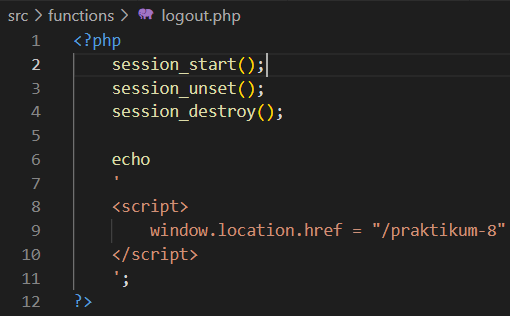 src > functions > logout.php
1 <?php
2 session_start();
3 session_unset();
4 session_destroy();
5
6 echo
7 '
8 <script>
9 window.location.href = "/praktikum-8"
10 </script>
11 ';
12 ?>